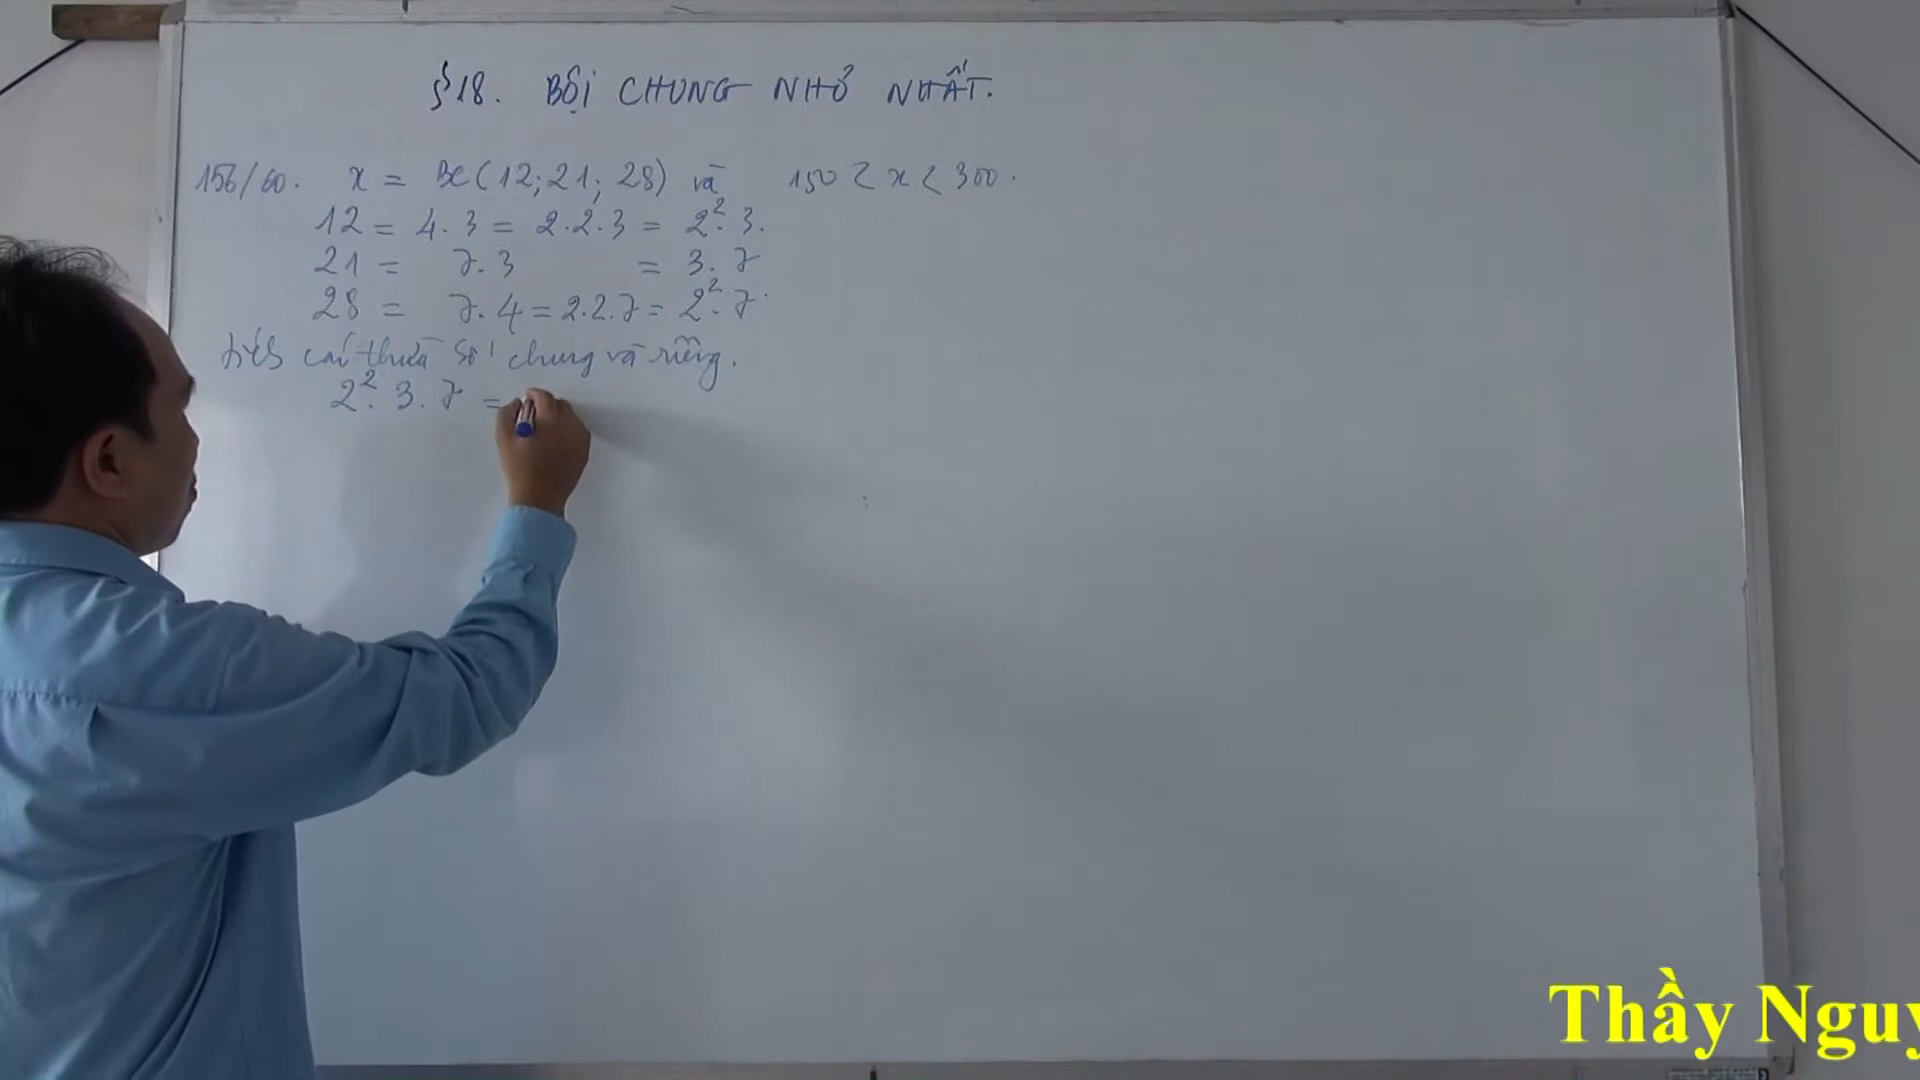 §18. BỘI CHUNG NHỎ NHẤT.
156/60. x = BC(12; 21; 28) và 150 < x < 300.
12 = 4. 3 = 2.2.3 = 2². 3.
21 = 7. 3 = 3. 7
28 = 7. 4 = 2.2.7 = 2². 7.
thừa số chung và riêng.
2². 3. 7 =
Thầy Nguy